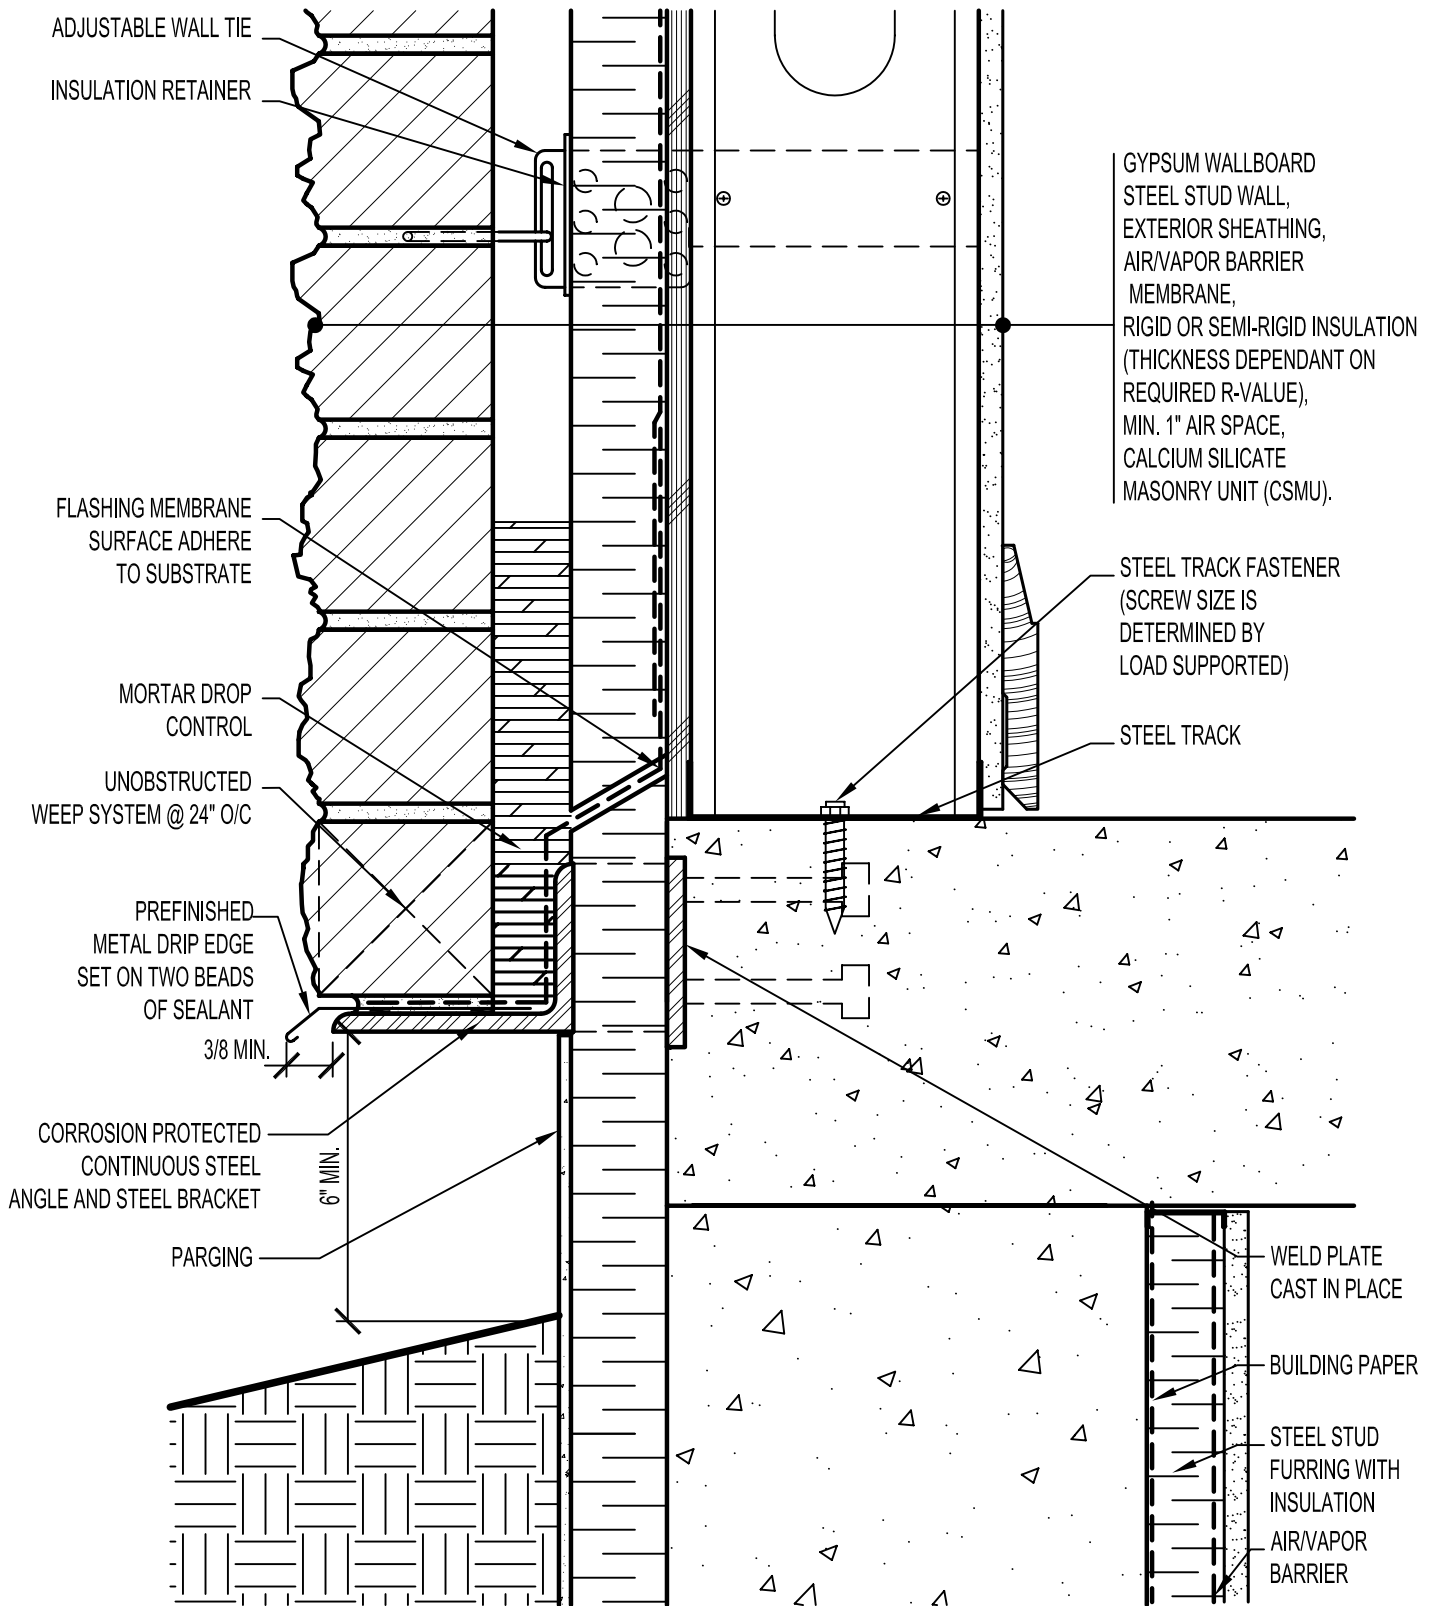 ADJUSTABLE WALL TIE
INSULATION RETAINER
FLASHING MEMBRANE
SURFACE ADHERE
TO SUBSTRATE
MORTAR DROP
CONTROL
UNOBSTRUCTED
WEEP SYSTEM @ 24" O/C
PREFINISHED
METAL DRIP EDGE
SET ON TWO BEADS
OF SEALANT
3/8 MIN.
CORROSION PROTECTED
CONTINUOUS STEEL
ANGLE AND STEEL BRACKET
6" MIN.
PARGING
GYPSUM WALLBOARD
STEEL STUD WALL,
EXTERIOR SHEATHING,
AIR/VAPOR BARRIER
MEMBRANE,
RIGID OR SEMI-RIGID INSULATION
(THICKNESS DEPENDANT ON
REQUIRED R-VALUE),
MIN. 1" AIR SPACE,
CALCIUM SILICATE
MASONRY UNIT (CSMU).
STEEL TRACK FASTENER
(SCREW SIZE IS
DETERMINED BY
LOAD SUPPORTED)
STEEL TRACK
WELD PLATE
CAST IN PLACE
BUILDING PAPER
STEEL STUD
FURRING WITH
INSULATION
AIR/VAPOR
BARRIER